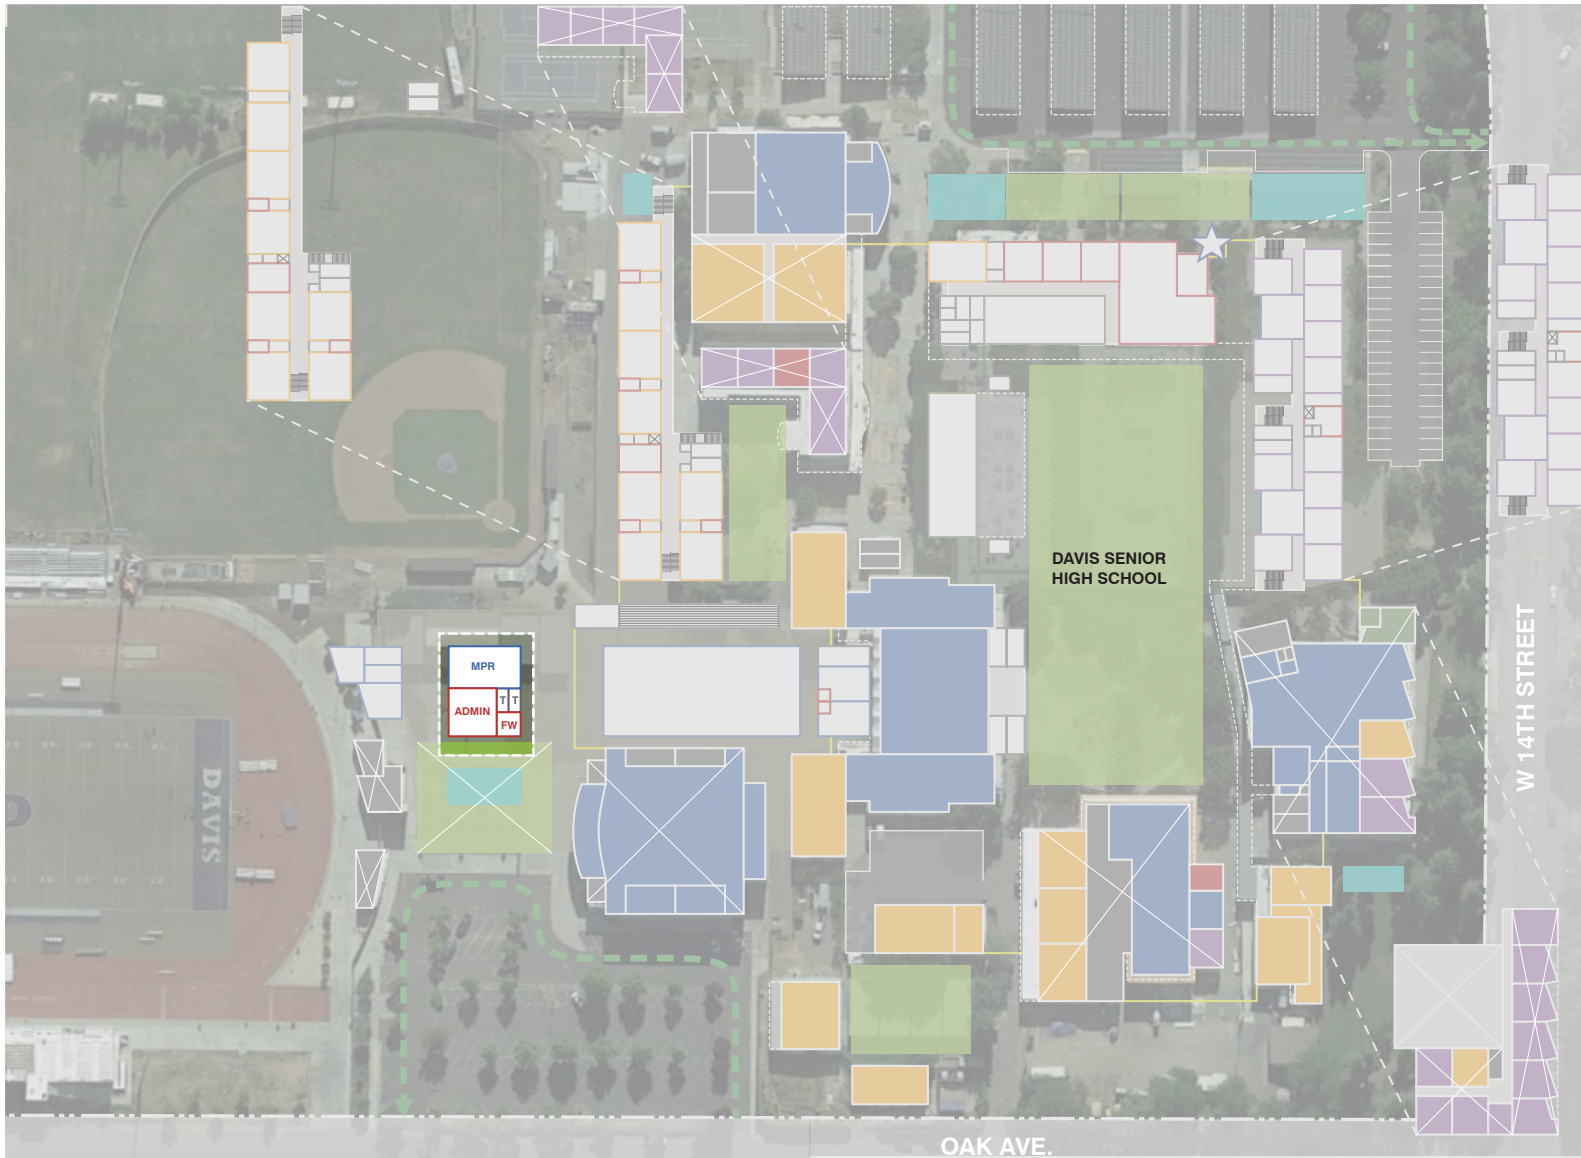 DAVIS SENIOR
HIGH SCHOOL
W 14TH STREET
MPR
ADMIN
T T
FW
DAVIS
OAK AVE.